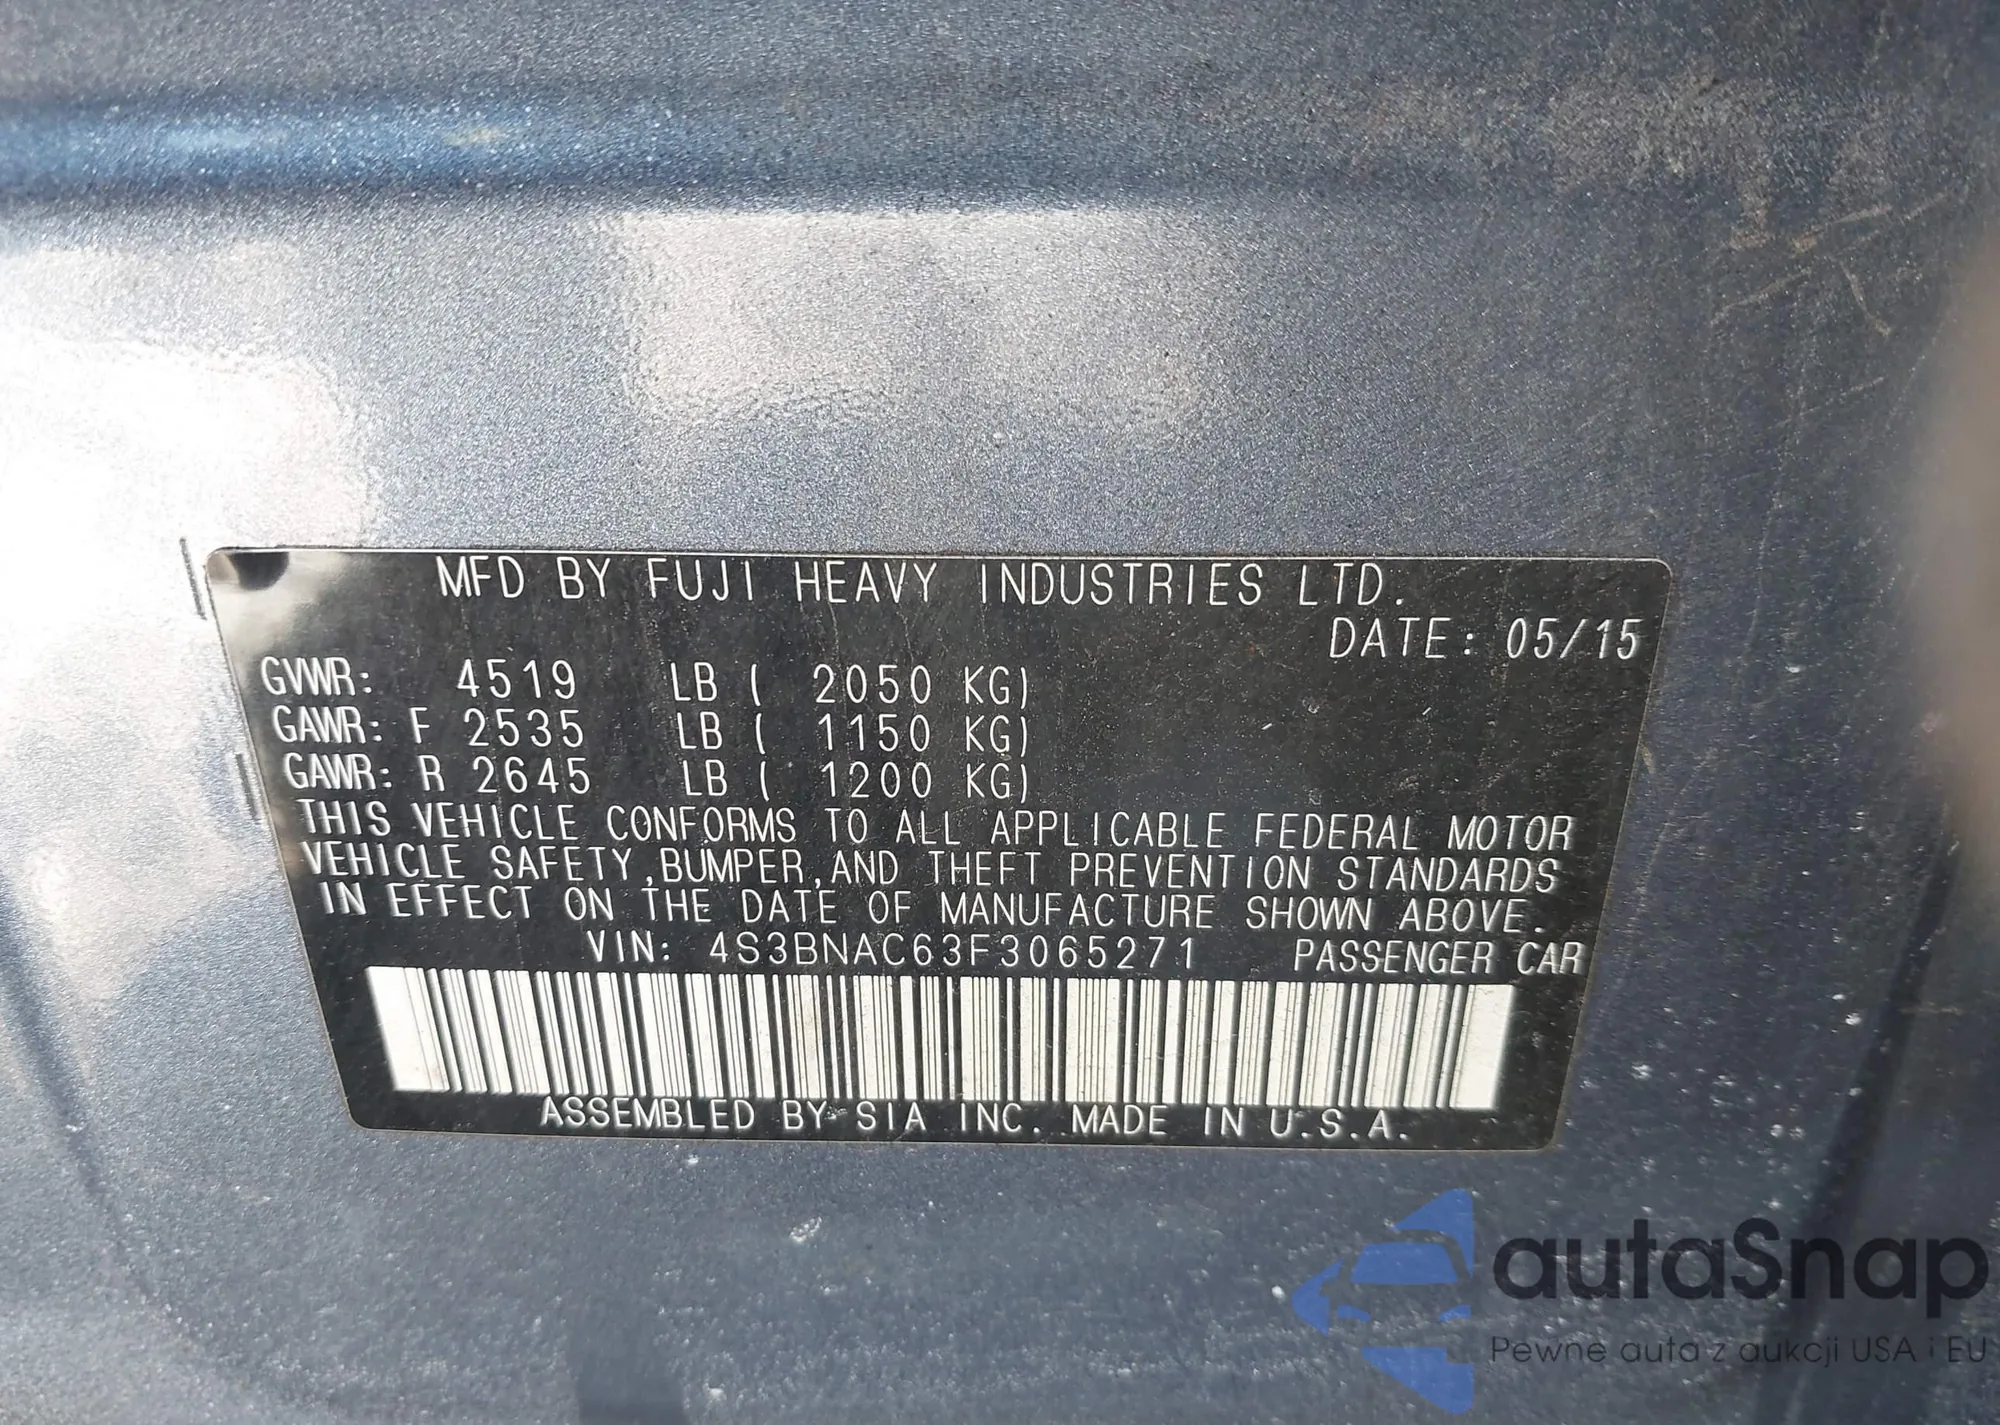 MFD BY FUJI HEAVY INDUSTRIES LTD.
DATE: 05/15
GVWR: 4519 LB ( 2050 KG)
GAWR: F 2535 LB ( 1150 KG)
GAWR: R 2645 LB ( 1200 KG)
THIS VEHICLE CONFORMS TO ALL APPLICABLE FEDERAL MOTOR
VEHICLE SAFETY,BUMPER,AND THEFT PREVENTION STANDARDS
IN EFFECT ON THE DATE OF MANUFACTURE SHOWN ABOVE.
VIN: 4S3BNAC63F3065271 PASSENGER CAR
ASSEMBLED BY SIA INC. MADE IN U.S.A.
autaSnap
Pewne auta z aukcji USA i EU